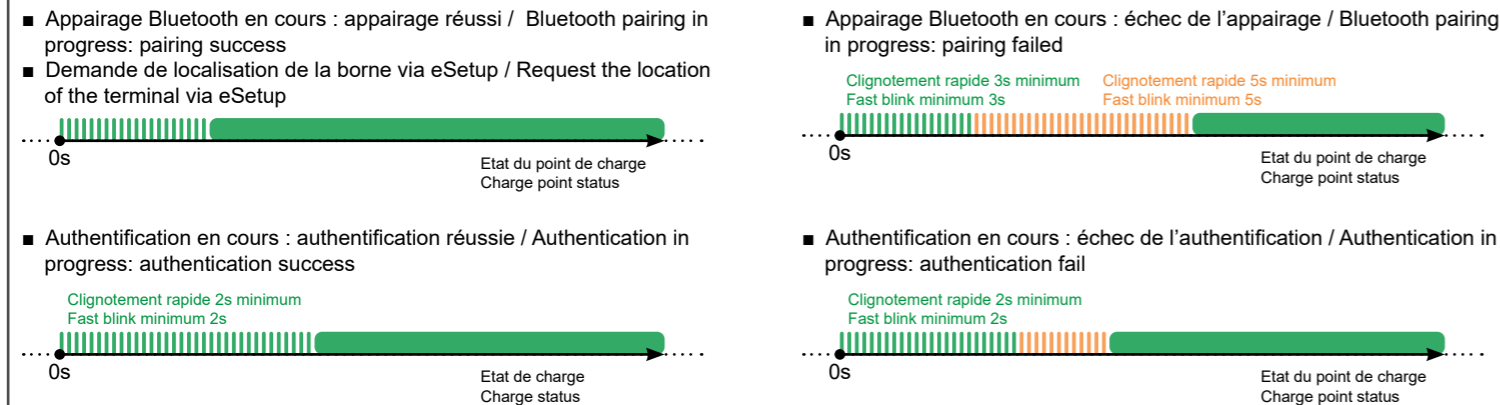 ■ Appairage Bluetooth en cours : appairage réussi /  Bluetooth pairing in
progress: pairing success
■ Demande de localisation de la borne via eSetup / Request the location
of the terminal via eSetup
0s
Etat du point de charge
Charge point status
■ Appairage Bluetooth en cours : échec de l’appairage / Bluetooth pairing
in progress: pairing failed
Clignotement rapide 3s minimum
Fast blink minimum 3s
Clignotement rapide 5s minimum
Fast blink minimum 5s
0s
Etat du point de charge
Charge point status
■ Authentification en cours : authentification réussie / Authentication in
progress: authentication success
Clignotement rapide 2s minimum
Fast blink minimum 2s
0s
Etat de charge
Charge status
■ Authentification en cours : échec de l’authentification / Authentication in
progress: authentication fail
Clignotement rapide 2s minimum
Fast blink minimum 2s
0s
Etat du point de charge
Charge point status